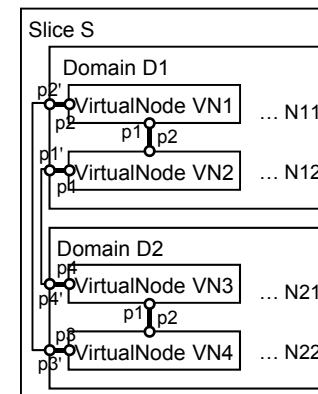 Slice S
Domain D1
p2'
VirtualNode VN1
… N11
p2
p1 p2
p1'
VirtualNode VN2
… N12
p1
Domain D2
p4
VirtualNode VN3
… N21
p4'
p1 p2
p3
VirtualNode VN4
… N22
p3'